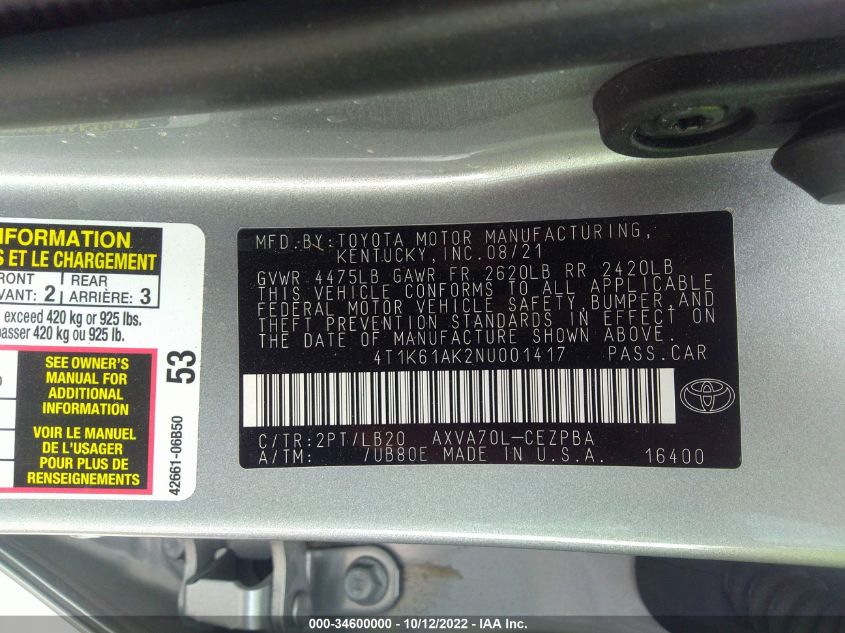 NFORMATION
S ET LE CHARGEMENT
RONT
VANT: 2
REAR
ARRIÈRE: 3
exceed 420 kg or 925 lbs.
passer 420 kg ou 925 lb.
SEE OWNER'S
MANUAL FOR
ADDITIONAL
INFORMATION
VOIR LE MANUEL
DE L'USAGER
POUR PLUS DE
RENSEIGNEMENTS
53
42661-06B50
MFD.BY:TOYOTA MOTOR MANUFACTURING,
KENTUCKY,INC.08/21
GVWR 4475LB GAWR FR 2620LB RR 2420LB
THIS VEHICLE CONFORMS TO ALL APPLICABLE
FEDERAL MOTOR VEHICLE SAFETY,BUMPER,AND
THEFT PREVENTION STANDARDS IN EFFECT ON
THE DATE OF MANUFACTURE SHOWN ABOVE.
4T1K61AK2NU001417 PASS.CAR
C/TR:2PT/LB20 AXVA70L-CEZPBA
A/TM: /UB80E MADE IN U.S.A. 16400
000-34600000 - 10/12/2022 - IAA Inc.